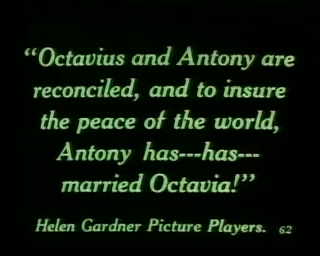 “Octavius and Antony are
reconciled, and to insure
the peace of the world,
Antony has---has---
married Octavia!”
Helen Gardner Picture Players. 62